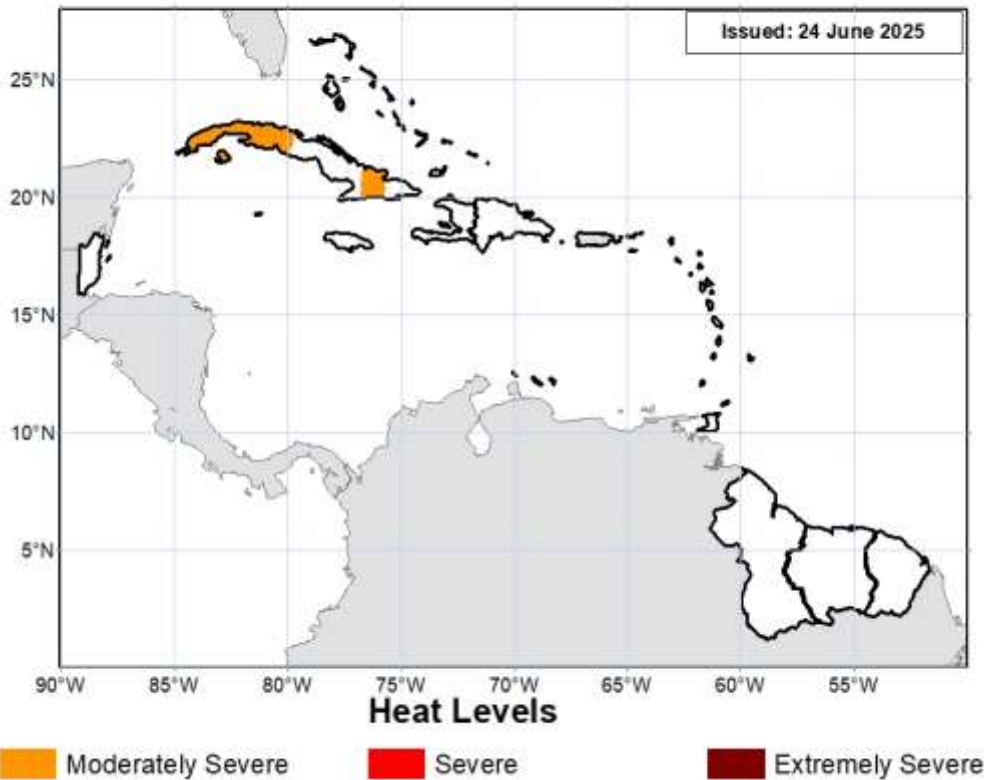 Issued: 24 June 2025
25°N
20°N
15°N
10°N
5°N
90°W 85°W 80°W 75°W 70°W 65°W 60°W 55°W
Heat Levels
Moderately Severe Severe Extremely Severe